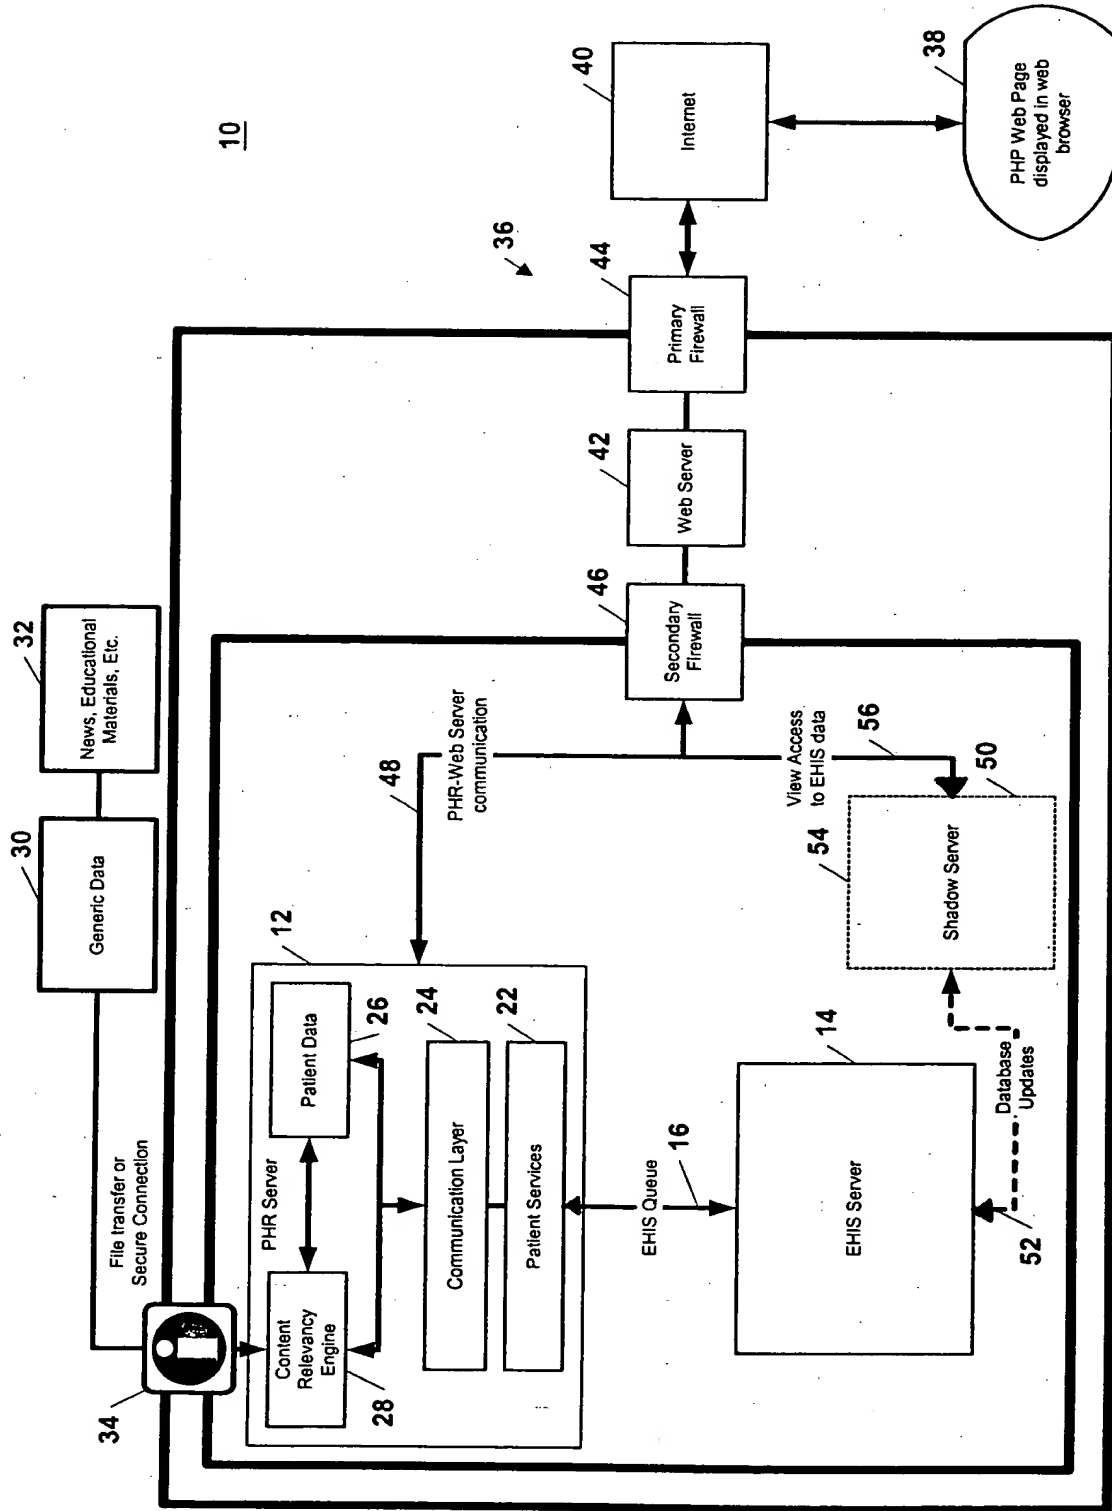 10
34
File transfer or
Secure Connection
30
Generic Data
32
News, Educational
Materials, Etc.
12
PHR Server
Content
Relevancy
Engine
28
Patient Data
26
Communication Layer
24
Patient Services
22
48
PHR-Web Server
communication
EHIS Queue
16
EHIS Server
14
52
Database
Updates
54
Shadow Server
50
View Access
to EHIS data
56
46
Secondary
Firewall
42
Web Server
44
Primary
Firewall
36
40
Internet
38
PHP Web Page
displayed in web
browser